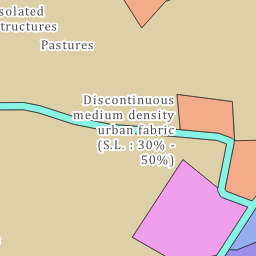 solated
tructures
Pastures
Discontinuous
medium density
urban fabric
(S.L. : 30% -
50%)